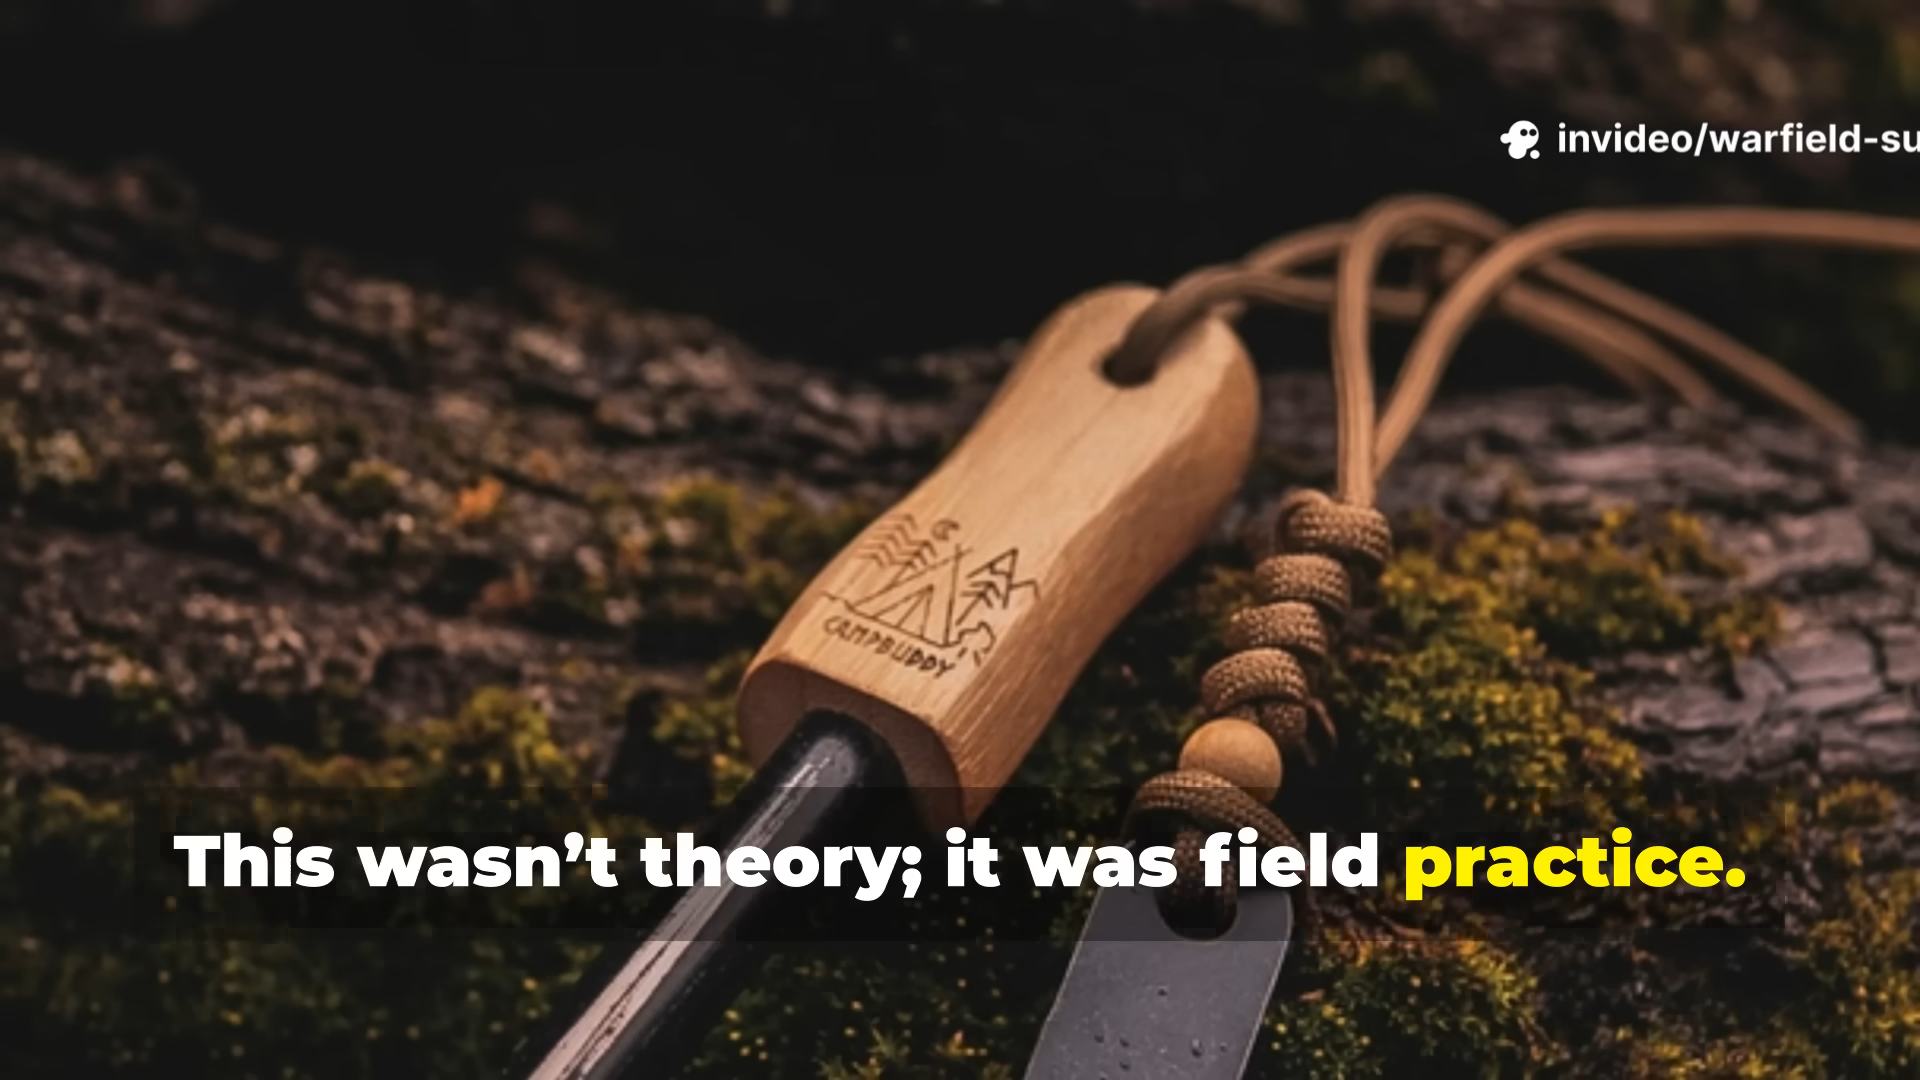 invideo/warfield-su
CAMPBUDDY
This wasn’t theory; it was field practice.